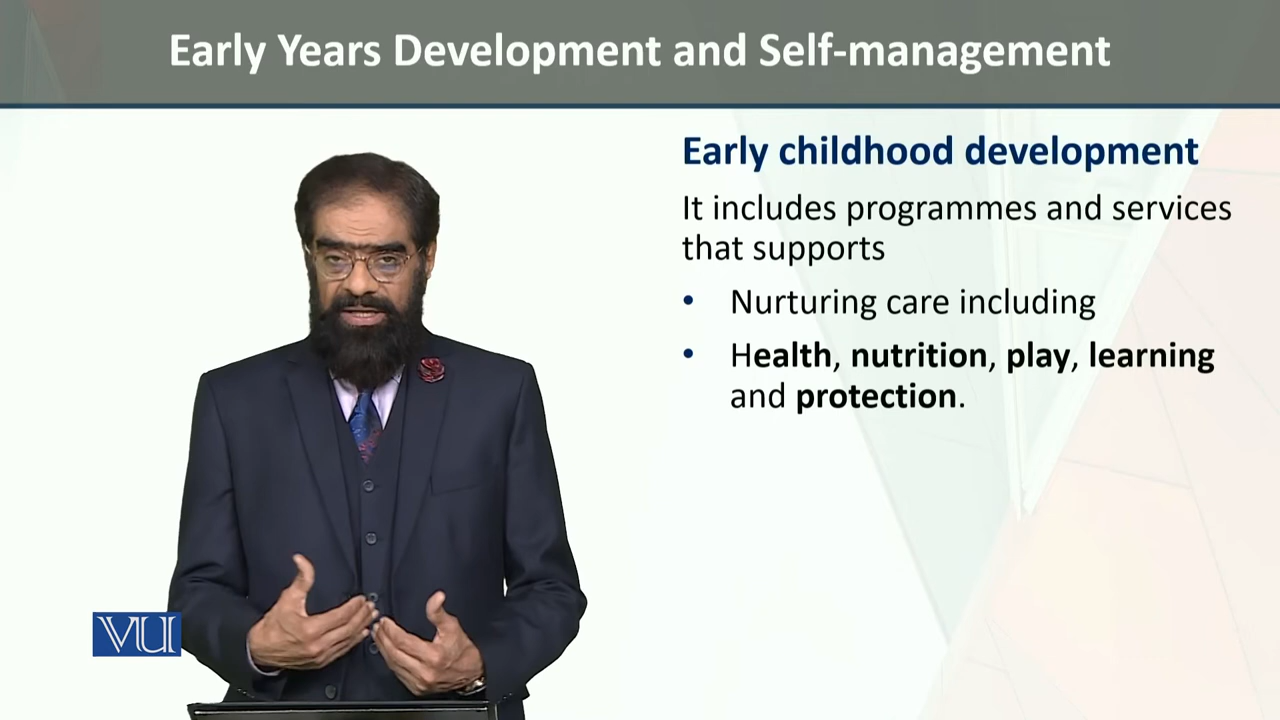 Early Years Development and Self-management
Early childhood development
It includes programmes and services
that supports
• Nurturing care including
• Health, nutrition, play, learning
and protection.
VU